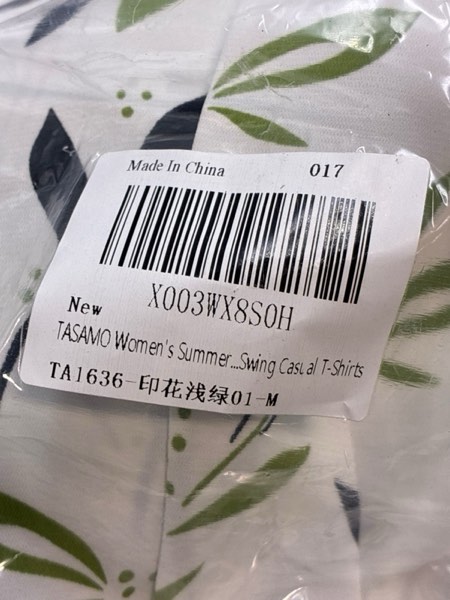 Made In China 017
X003WX8S0H
New
TASAMO Women's Summer...Swing Casual T-Shirts
TA1636-印花浅绿01-M